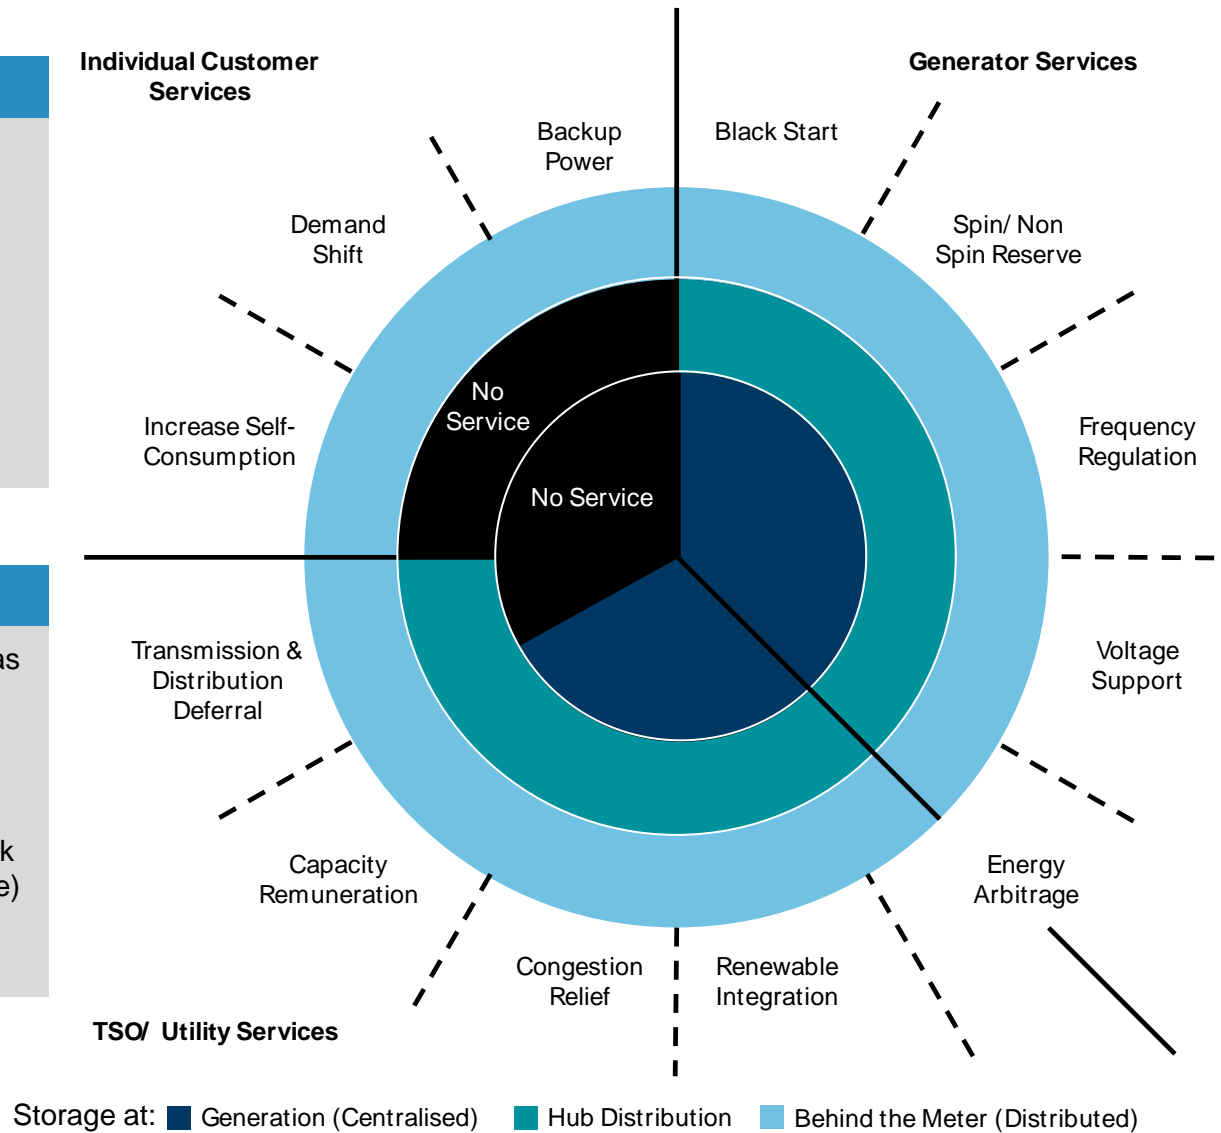 Individual Customer
Services
Generator Services
Backup
Power
Black Start
Demand
Shift
Spin/ Non
Spin Reserve
No
Service
Increase Self-
Consumption
Frequency
Regulation
No Service
Transmission &
Distribution
Deferral
Voltage
Support
Capacity
Remuneration
Energy
Arbitrage
Congestion
Relief
Renewable
Integration
TSO/ Utility Services
Storage at: Generation (Centralised) Hub Distribution Behind the Meter (Distributed)